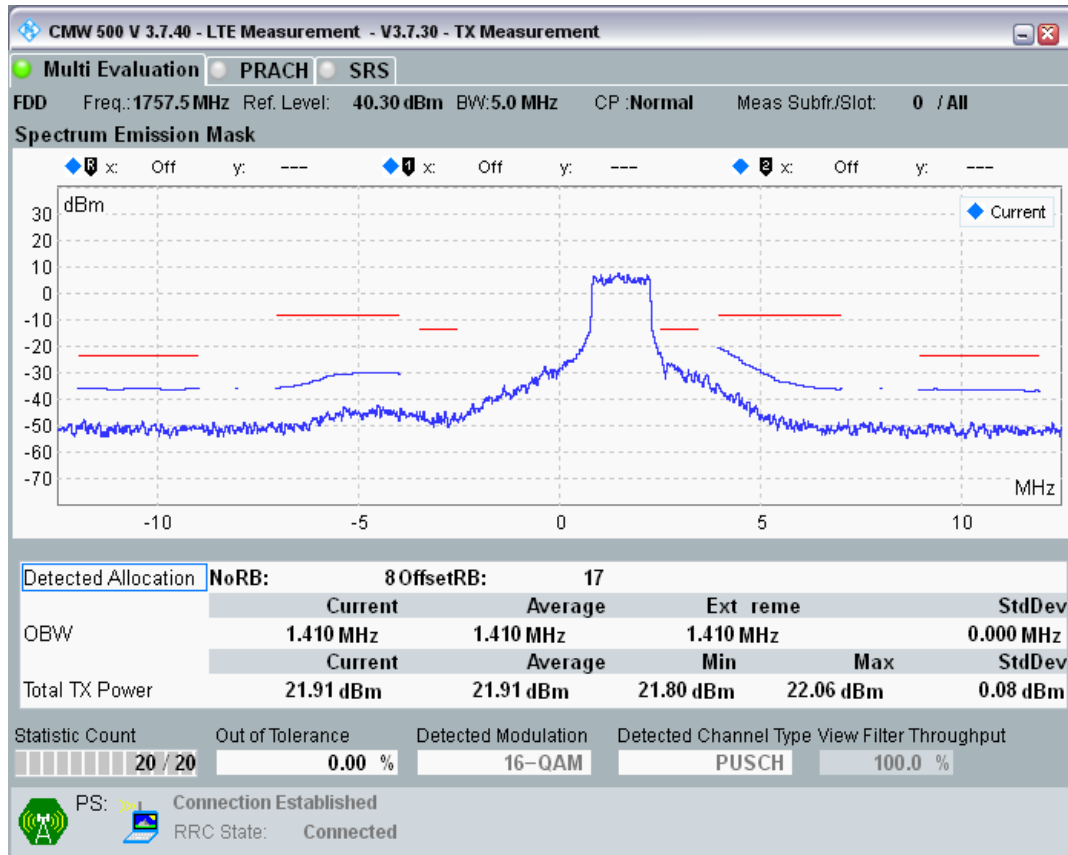 CMW 500 V 3.7.40 - LTE Measurement - V3.7.30 - TX Measurement
Multi Evaluation PRACH SRS
FDD Freq.: 1757.5 MHz Ref. Level: 40.30 dBm BW: 5.0 MHz CP : Normal Meas Subfr./Slot: 0 / All
Spectrum Emission Mask
R x: Off y: --- 1 x: Off y: --- 2 x: Off y: ---
dBm
Current
30
20
10
0
-10
-20
-30
-40
-50
-60
-70
MHz
-10 -5 0 5 10
Detected Allocation NoRB: 8 OffsetRB: 17
Current Average Ext reme StdDev
OBW 1.410 MHz 1.410 MHz 1.410 MHz 0.000 MHz
Current Average Min Max StdDev
Total TX Power 21.91 dBm 21.91 dBm 21.80 dBm 22.06 dBm 0.08 dBm
Statistic Count Out of Tolerance Detected Modulation Detected Channel Type View Filter Throughput
20 / 20 0.00 % 16-QAM PUSCH 100.0 %
PS: Connection Established
RRC State: Connected